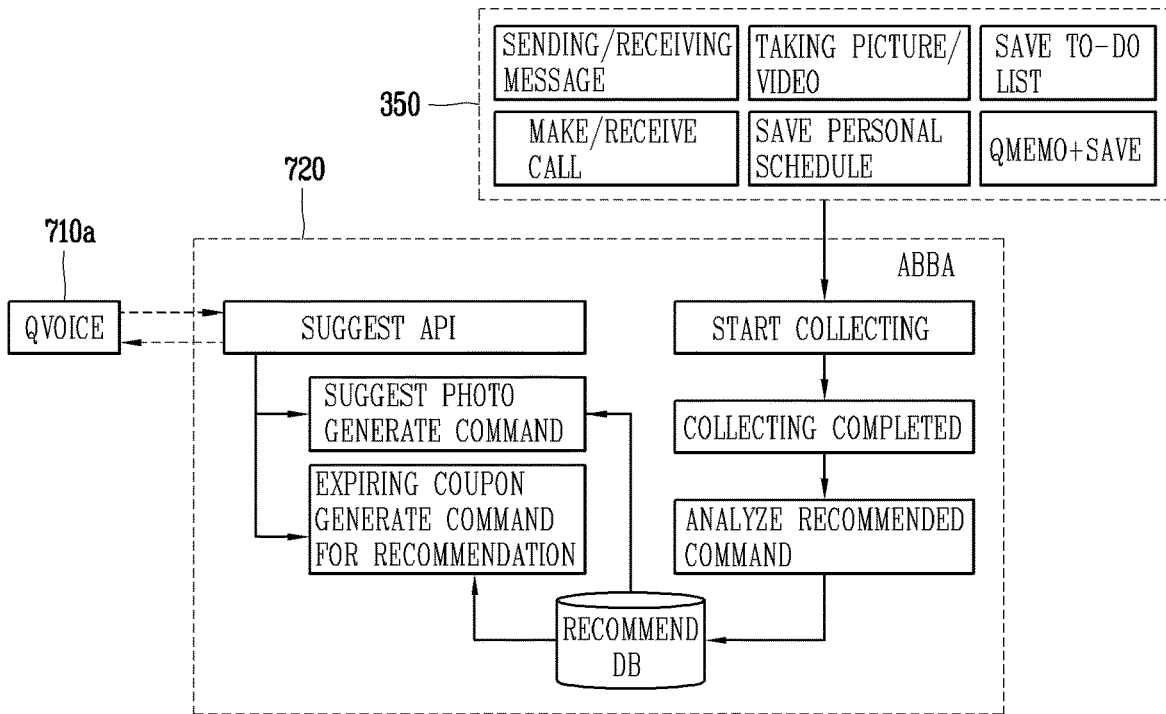 SENDING/RECEIVING
MESSAGE
TAKING PICTURE/
VIDEO
SAVE TO-DO
LIST
350
MAKE/RECEIVE
CALL
SAVE PERSONAL
SCHEDULE
QMEMO+SAVE
720
710a
ABBA
QVOICE
SUGGEST API
START COLLECTING
SUGGEST PHOTO
GENERATE COMMAND
COLLECTING COMPLETED
EXPIRING COUPON
GENERATE COMMAND
FOR RECOMMENDATION
ANALYZE RECOMMENDED
COMMAND
RECOMMEND
DB